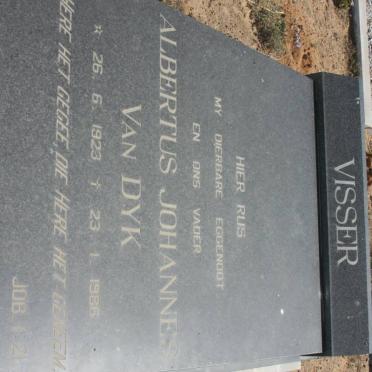 VISSER
HIER RUS
MY DIERBARE EGGENOOT
EN ONS VADER
ALBERTUS JOHANNES
VAN DYK
☆ 26.6.1923 † 23.1.1986
HERE HET GEGEE, DIE HERE HET GENEEM.
JOB 1:21